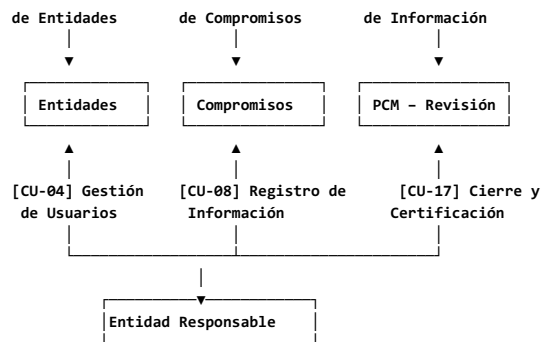 de Entidades de Compromisos de Información
Entidades Compromisos PCM – Revisión
[CU-04] Gestión [CU-08] Registro de [CU-17] Cierre y
de Usuarios Información Certificación
Entidad Responsable